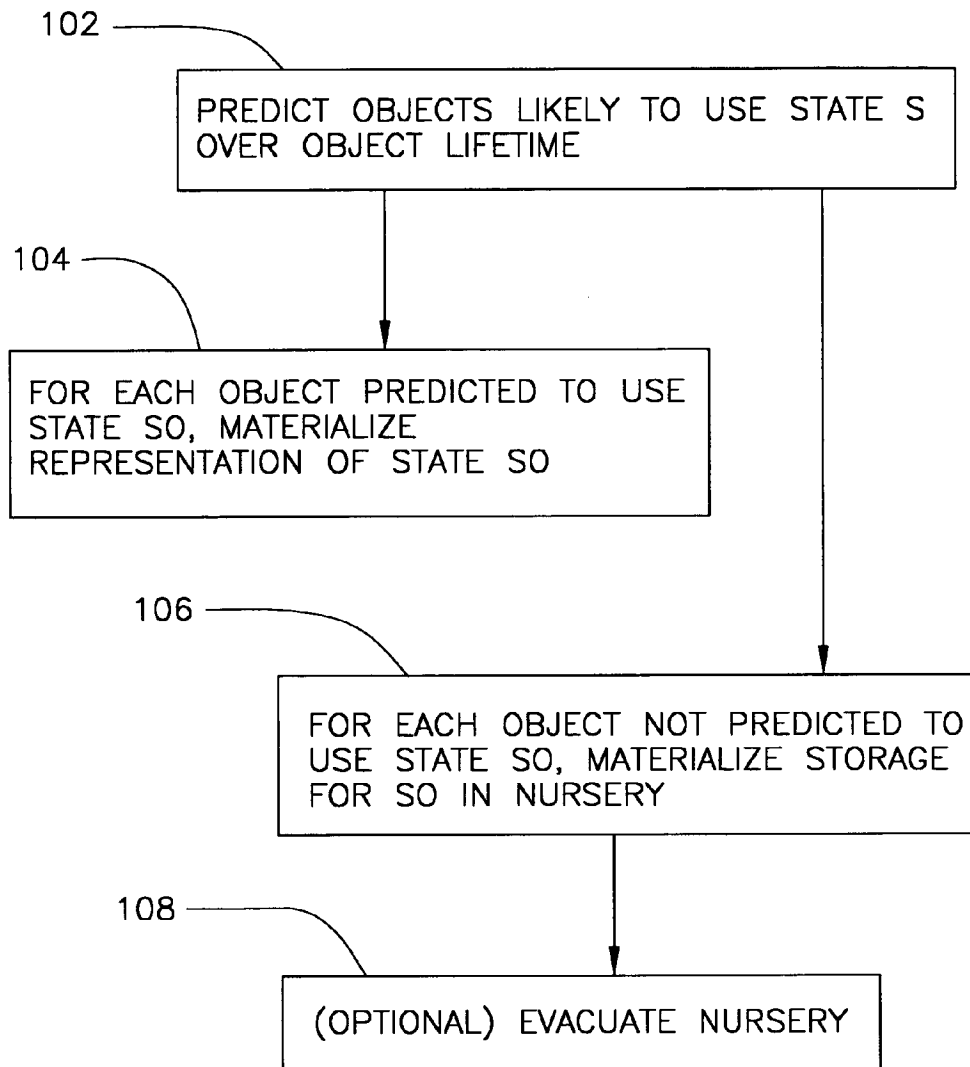 102
PREDICT OBJECTS LIKELY TO USE STATE S
OVER OBJECT LIFETIME
104
FOR EACH OBJECT PREDICTED TO USE
STATE SO, MATERIALIZE
REPRESENTATION OF STATE SO
106
FOR EACH OBJECT NOT PREDICTED TO
USE STATE SO, MATERIALIZE STORAGE
FOR SO IN NURSERY
108
(OPTIONAL) EVACUATE NURSERY